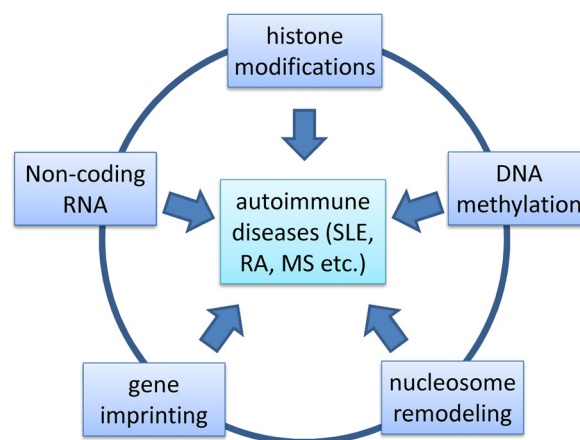 histone
modifications
Non-coding
RNA
DNA
methylation
autoimmune
diseases (SLE,
RA, MS etc.)
gene
imprinting
nucleosome
remodeling